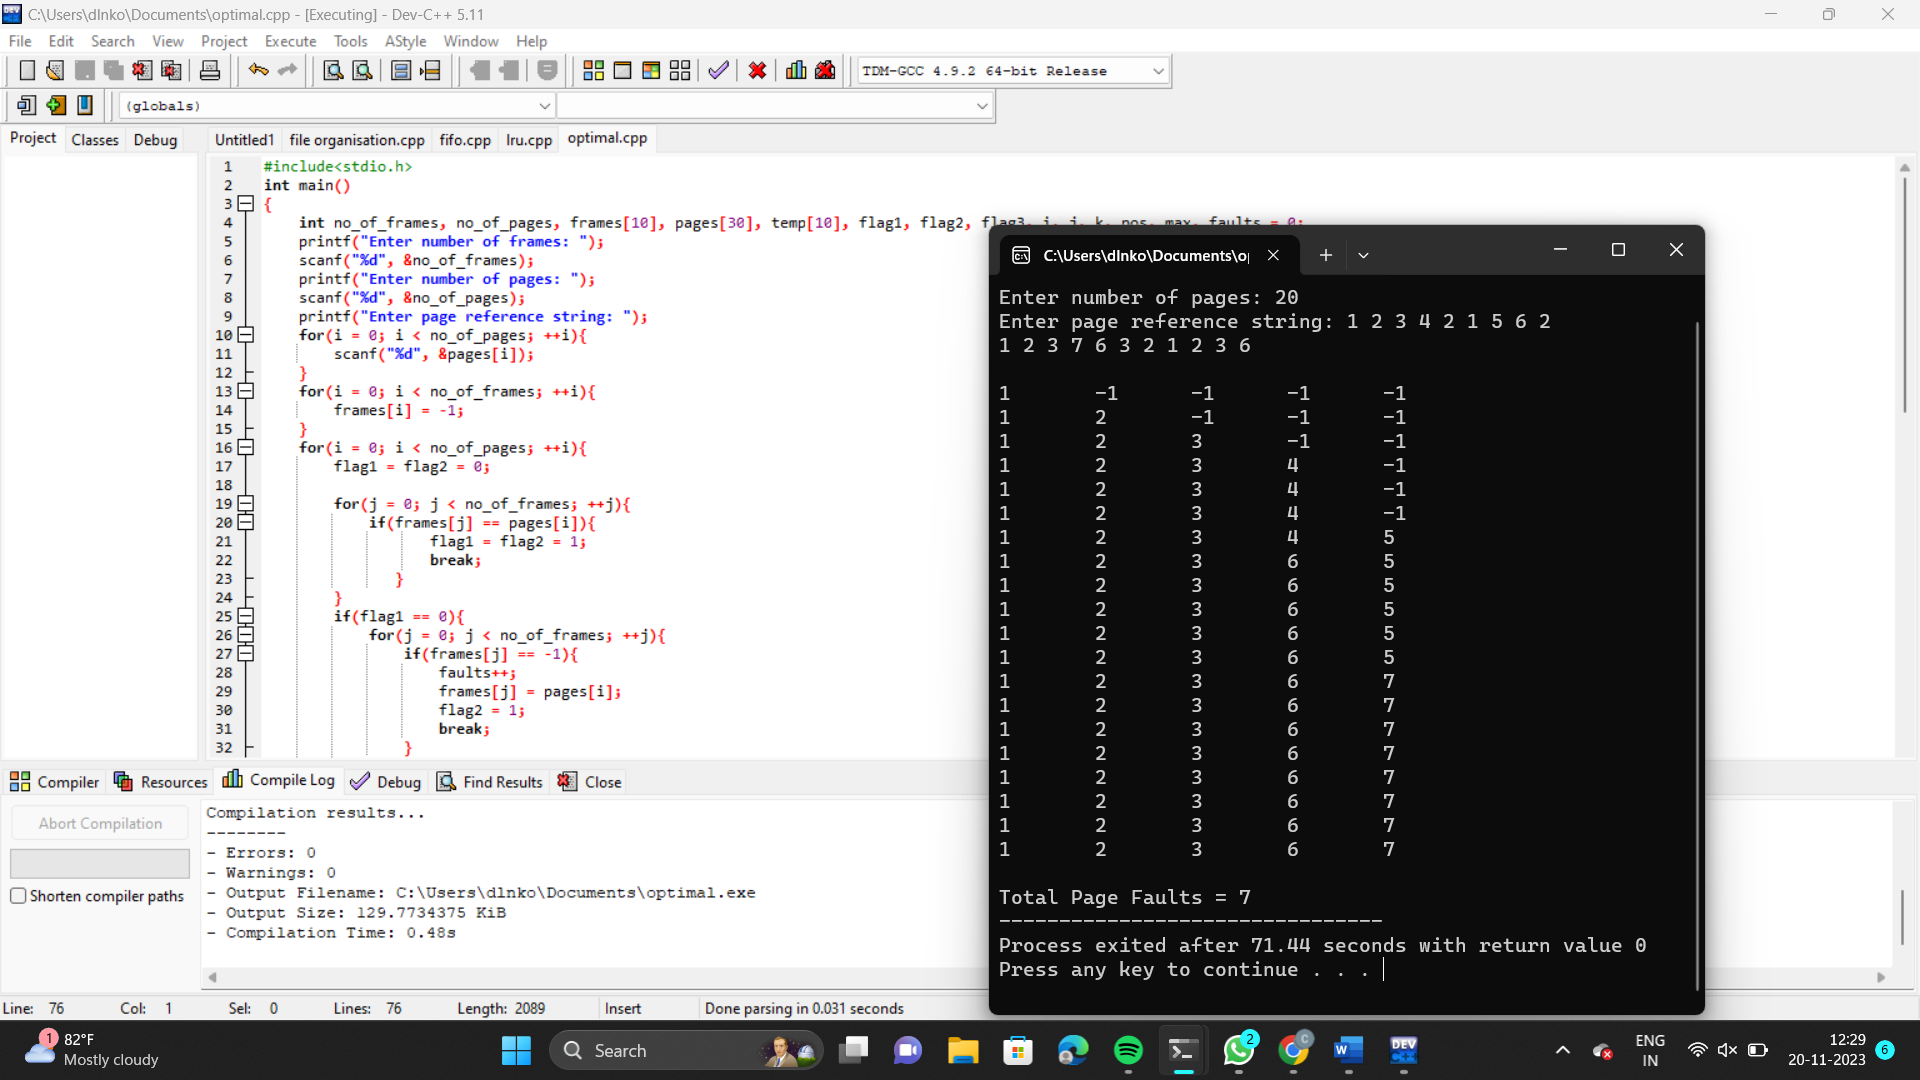 C:\Users\dlnko\Documents\optimal.cpp - [Executing] - Dev-C++ 5.11
File Edit Search View Project Execute Tools AStyle Window Help
TDM-GCC 4.9.2 64-bit Release
(globals)
Project Classes Debug Untitled1 file organisation.cpp fifo.cpp lru.cpp optimal.cpp
1 #include<stdio.h>
2 int main()
3 {
4 int no_of_frames, no_of_pages, frames[10], pages[30], temp[10], flag1, flag2, flag3, i, j, k, pos, max, faults = 0;
5 printf("Enter number of frames: ");
6 scanf("%d", &no_of_frames);
7 printf("Enter number of pages: ");
8 scanf("%d", &no_of_pages);
9 printf("Enter page reference string: ");
10 for(i = 0; i < no_of_pages; ++i){
11 scanf("%d", &pages[i]);
12 }
13 for(i = 0; i < no_of_frames; ++i){
14 frames[i] = -1;
15 }
16 for(i = 0; i < no_of_pages; ++i){
17 flag1 = flag2 = 0;
18
19 for(j = 0; j < no_of_frames; ++j){
20 if(frames[j] == pages[i]){
21 flag1 = flag2 = 1;
22 break;
23 }
24 }
25 if(flag1 == 0){
26 for(j = 0; j < no_of_frames; ++j){
27 if(frames[j] == -1){
28 faults++;
29 frames[j] = pages[i];
30 flag2 = 1;
31 break;
32 }
C:\Users\dlnko\Documents\o
Enter number of pages: 20
Enter page reference string: 1 2 3 4 2 1 5 6 2
1 2 3 7 6 3 2 1 2 3 6
1 -1 -1 -1 -1
1 2 -1 -1 -1
1 2 3 -1 -1
1 2 3 4 -1
1 2 3 4 -1
1 2 3 4 -1
1 2 3 4 5
1 2 3 6 5
1 2 3 6 5
1 2 3 6 5
1 2 3 6 5
1 2 3 6 5
1 2 3 6 7
1 2 3 6 7
1 2 3 6 7
1 2 3 6 7
1 2 3 6 7
1 2 3 6 7
1 2 3 6 7
1 2 3 6 7
Total Page Faults = 7
--------------------------------
Process exited after 71.44 seconds with return value 0
Press any key to continue . . .
Compiler Resources Compile Log Debug Find Results Close
Abort Compilation
Shorten compiler paths
Compilation results...
--------
- Errors: 0
- Warnings: 0
- Output Filename: C:\Users\dlnko\Documents\optimal.exe
- Output Size: 129.7734375 KiB
- Compilation Time: 0.48s
Line: 76 Col: 1 Sel: 0 Lines: 76 Length: 2089 Insert Done parsing in 0.031 seconds
1
82°F
Mostly cloudy
Search
2
C
W
DEV
C++
ENG
IN
12:29
20-11-2023
6